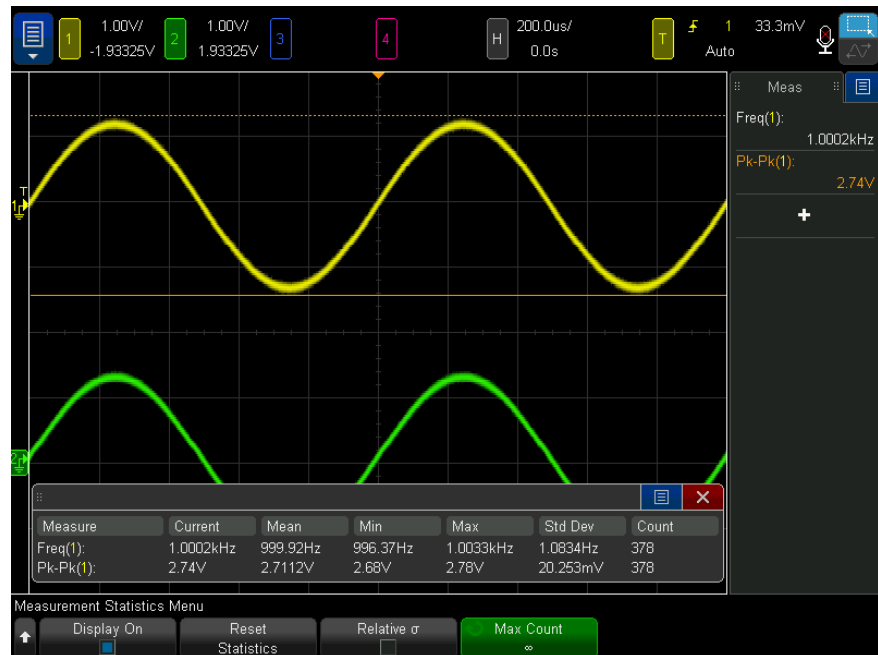 1 1.00V/ 2 1.00V/ 3 4 H 200.0us/ T 1 33.3mV
-1.93325V 1.93325V 0.0s Auto
Meas
Freq(1):
1.0002kHz
Pk-Pk(1):
2.74V
+
T
1
2
Measure Current Mean Min Max Std Dev Count
Freq(1): 1.0002kHz 999.92Hz 996.37Hz 1.0033kHz 1.0834Hz 378
Pk-Pk(1): 2.74V 2.7112V 2.68V 2.78V 20.253mV 378
Measurement Statistics Menu
Display On Reset Relative σ Max Count
Statistics ∞